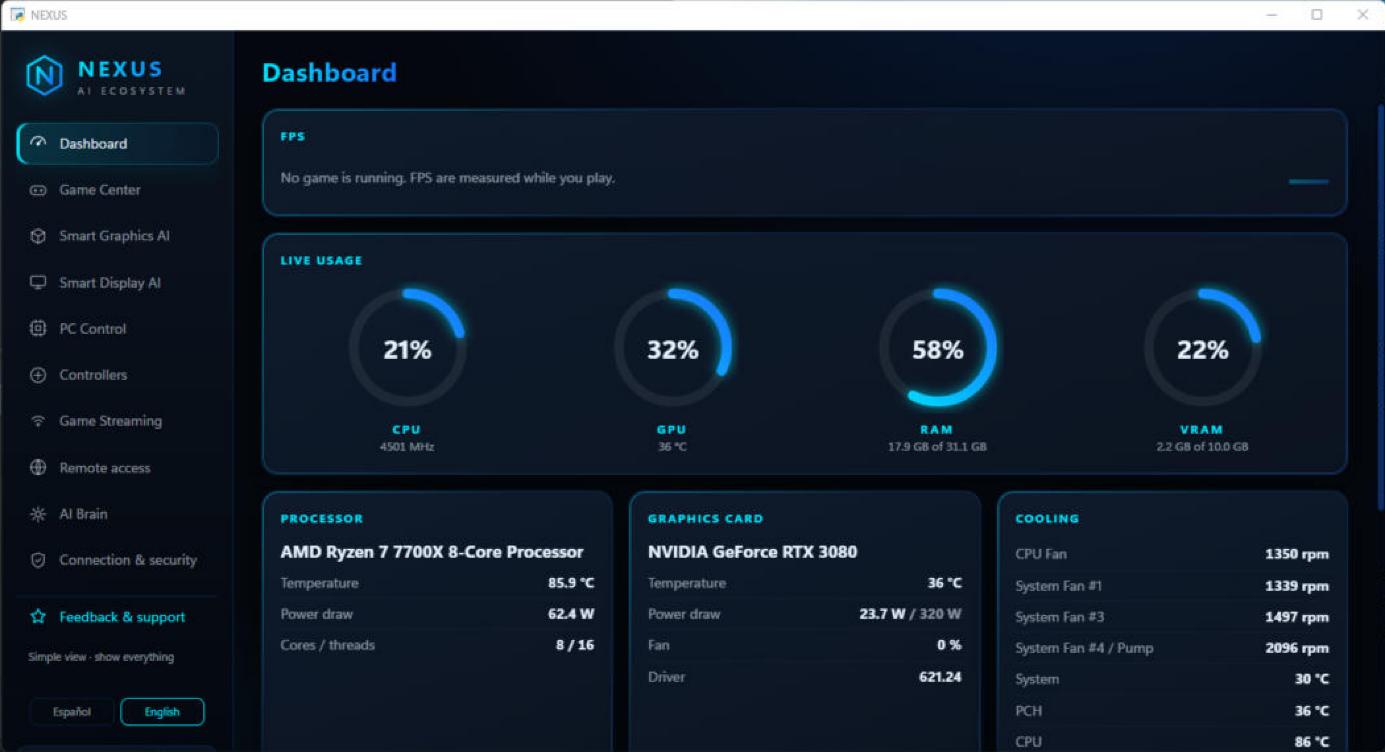 NEXUS
NEXUS
AI ECOSYSTEM
Dashboard
Game Center
Smart Graphics AI
Smart Display AI
PC Control
Controllers
Game Streaming
Remote access
AI Brain
Connection & security
Feedback & support
Simple view · show everything
Español English
Dashboard
FPS
No game is running. FPS are measured while you play.
LIVE USAGE
21% 32% 58% 22%
CPU GPU RAM VRAM
4501 MHz 36 °C 17.9 GB of 31.1 GB 2.2 GB of 10.0 GB
PROCESSOR
AMD Ryzen 7 7700X 8-Core Processor
Temperature 85.9 °C
Power draw 62.4 W
Cores / threads 8 / 16
GRAPHICS CARD
NVIDIA GeForce RTX 3080
Temperature 36 °C
Power draw 23.7 W / 320 W
Fan 0 %
Driver 621.24
COOLING
CPU Fan 1350 rpm
System Fan #1 1339 rpm
System Fan #3 1497 rpm
System Fan #4 / Pump 2096 rpm
System 30 °C
PCH 36 °C
CPU 86 °C